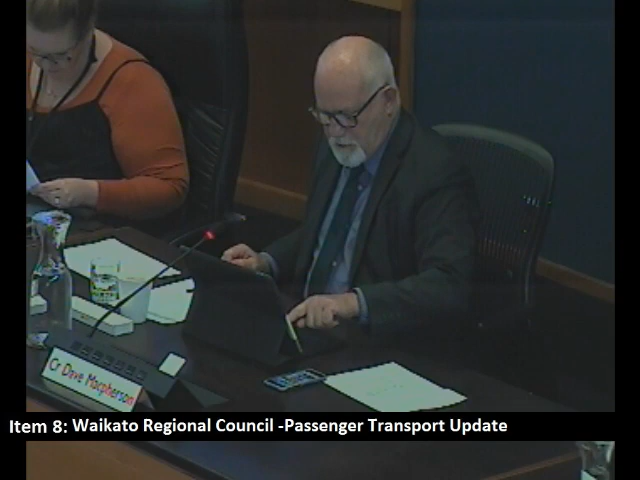 Cr Dave Macpherson
Item 8: Waikato Regional Council -Passenger Transport Update